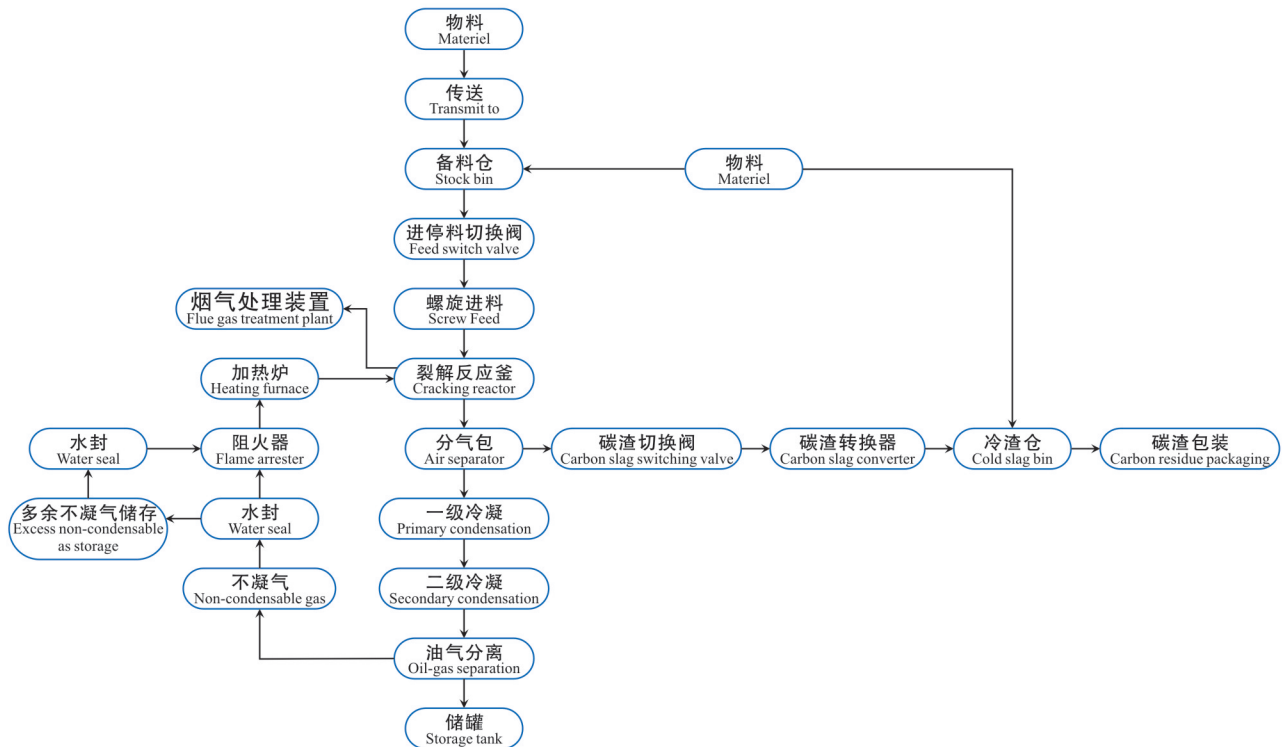 物料
Materiel
传送
Transmit to
备料仓
Stock bin
物料
Materiel
进停料切换阀
Feed switch valve
烟气处理装置
Flue gas treatment plant
螺旋进料
Screw Feed
加热炉
Heating furnace
裂解反应釜
Cracking reactor
水封
Water seal
阻火器
Flame arrester
分气包
Air separator
碳渣切换阀
Carbon slag switching valve
碳渣转换器
Carbon slag converter
冷渣仓
Cold slag bin
碳渣包装
Carbon residue packaging
多余不凝气储存
Excess non-condensable
as storage
水封
Water seal
一级冷凝
Primary condensation
不凝气
Non-condensable gas
二级冷凝
Secondary condensation
油气分离
Oil-gas separation
储罐
Storage tank